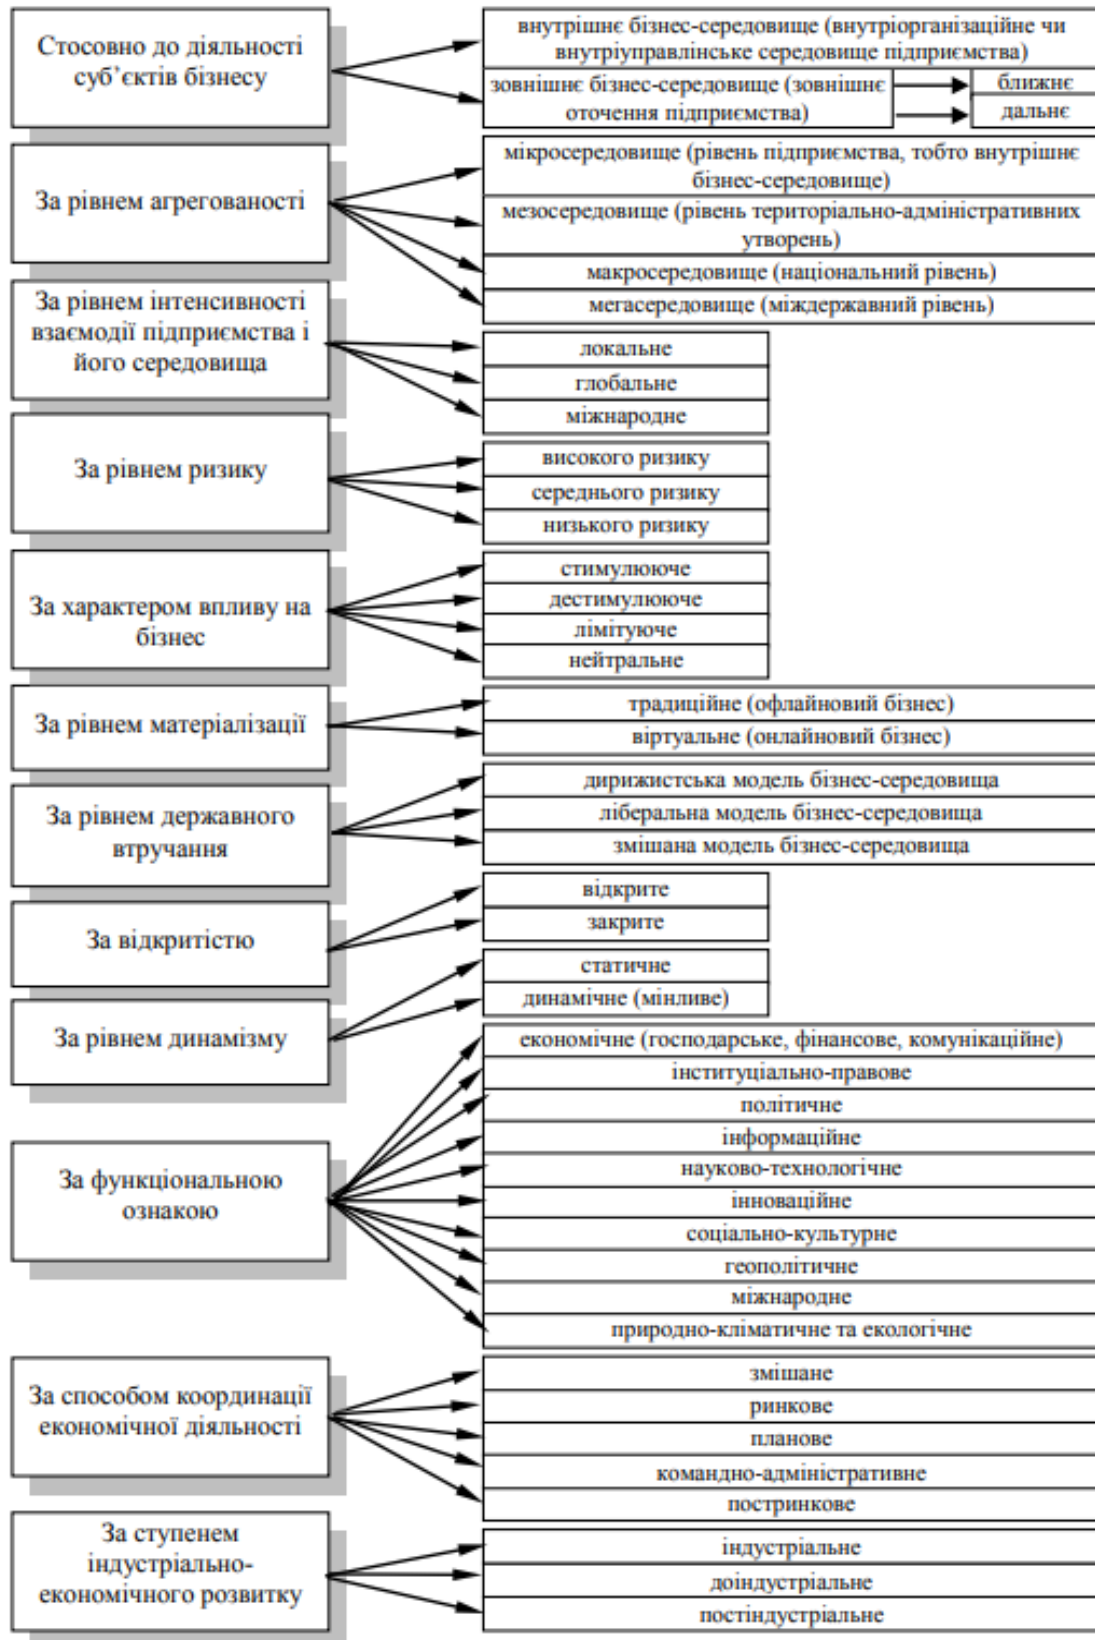 Стосовно до діяльності
суб’єктів бізнесу
внутрішнє бізнес-середовище (внутріорганізаційне чи
внутріуправлінське середовище підприємства)
зовнішнє бізнес-середовище (зовнішнє
оточення підприємства)
ближнє
дальнє
За рівнем агрегованості
мікросередовище (рівень підприємства, тобто внутрішнє
бізнес-середовище)
мезосередовище (рівень територіально-адміністративних
утворень)
макросередовище (національний рівень)
мегасередовище (міждержавний рівень)
За рівнем інтенсивності
взаємодії підприємства і
його середовища
локальне
глобальне
міжнародне
За рівнем ризику
високого ризику
середнього ризику
низького ризику
За характером впливу на
бізнес
стимулююче
дестимулююче
лімітуюче
нейтральне
За рівнем матеріалізації
традиційне (офлайновий бізнес)
віртуальне (онлайновий бізнес)
За рівнем державного
втручання
дирижистська модель бізнес-середовища
ліберальна модель бізнес-середовища
змішана модель бізнес-середовища
За відкритістю
відкрите
закрите
За рівнем динамізму
статичне
динамічне (мінливе)
За функціональною
ознакою
економічне (господарське, фінансове, комунікаційне)
інституціально-правове
політичне
інформаційне
науково-технологічне
інноваційне
соціально-культурне
геополітичне
міжнародне
природно-кліматичне та екологічне
За способом координації
економічної діяльності
змішане
ринкове
планове
командно-адміністративне
постринкове
За ступенем
індустріально-
економічного розвитку
індустріальне
доіндустріальне
постіндустріальне